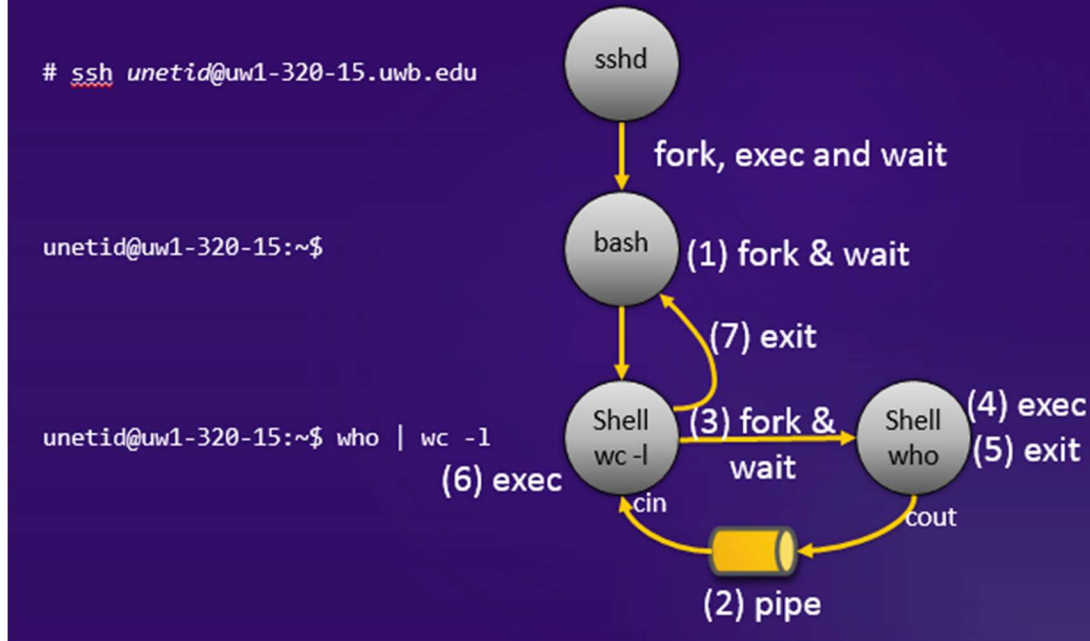 # ssh unetid@uw1-320-15.uwb.edu
sshd
fork, exec and wait
unetid@uw1-320-15:~$
bash
(1) fork & wait
(7) exit
unetid@uw1-320-15:~$ who | wc -l
Shell
wc -l
(3) fork &
wait
Shell
who
(4) exec
(5) exit
(6) exec
cin
cout
(2) pipe